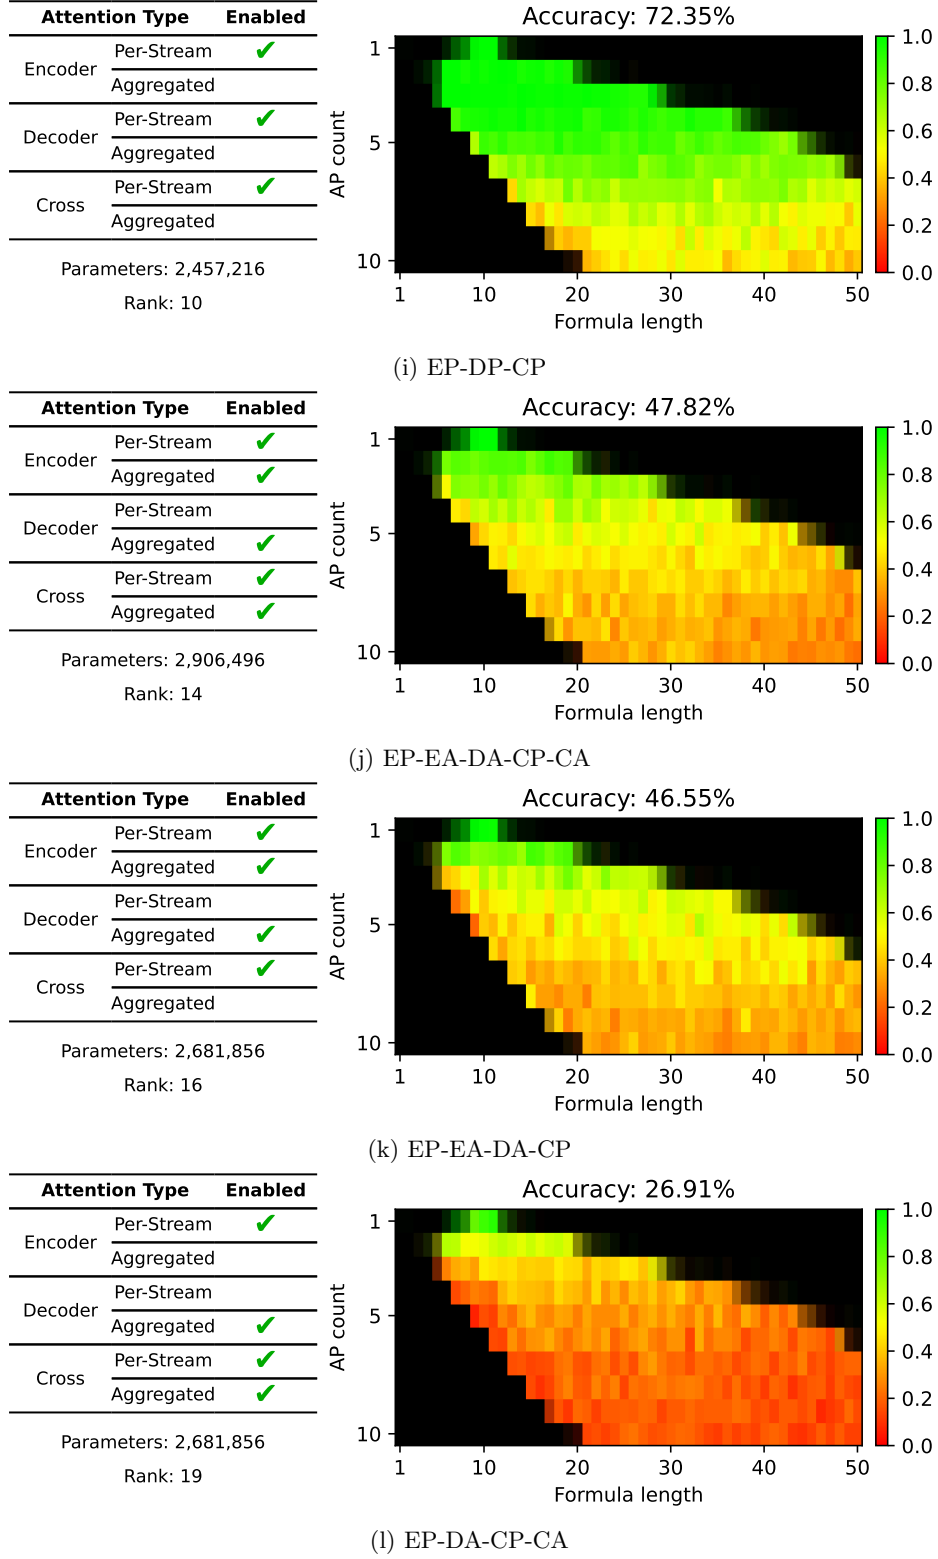 Attention Type Enabled
Encoder Per-Stream ✔
Aggregated
Decoder Per-Stream ✔
Aggregated
Cross Per-Stream ✔
Aggregated
Parameters: 2,457,216
Rank: 10
Accuracy: 72.35%
AP count
1
5
10
1 10 20 30 40 50
Formula length
1.0
0.8
0.6
0.4
0.2
0.0
(i) EP-DP-CP
Attention Type Enabled
Encoder Per-Stream ✔
Aggregated ✔
Decoder Per-Stream
Aggregated ✔
Cross Per-Stream ✔
Aggregated ✔
Parameters: 2,906,496
Rank: 14
Accuracy: 47.82%
AP count
1
5
10
1 10 20 30 40 50
Formula length
1.0
0.8
0.6
0.4
0.2
0.0
(j) EP-EA-DA-CP-CA
Attention Type Enabled
Encoder Per-Stream ✔
Aggregated ✔
Decoder Per-Stream
Aggregated ✔
Cross Per-Stream ✔
Aggregated
Parameters: 2,681,856
Rank: 16
Accuracy: 46.55%
AP count
1
5
10
1 10 20 30 40 50
Formula length
1.0
0.8
0.6
0.4
0.2
0.0
(k) EP-EA-DA-CP
Attention Type Enabled
Encoder Per-Stream ✔
Aggregated
Decoder Per-Stream
Aggregated ✔
Cross Per-Stream ✔
Aggregated ✔
Parameters: 2,681,856
Rank: 19
Accuracy: 26.91%
AP count
1
5
10
1 10 20 30 40 50
Formula length
1.0
0.8
0.6
0.4
0.2
0.0
(l) EP-DA-CP-CA